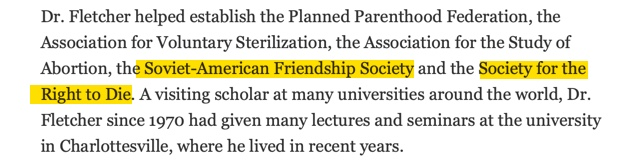 Dr. Fletcher helped establish the Planned Parenthood Federation, the
Association for Voluntary Sterilization, the Association for the Study of
Abortion, the Soviet-American Friendship Society and the Society for the
Right to Die. A visiting scholar at many universities around the world, Dr.
Fletcher since 1970 had given many lectures and seminars at the university
in Charlottesville, where he lived in recent years.